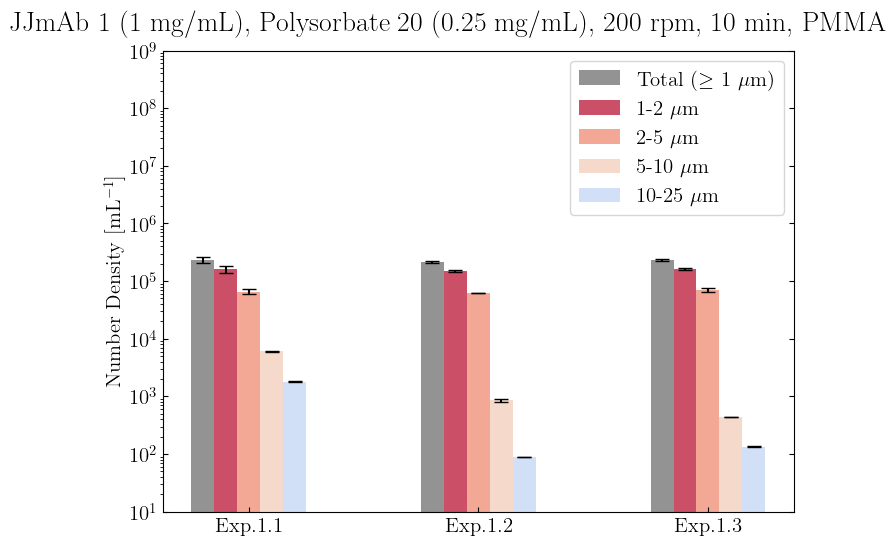 JJmAb 1 (1 mg/mL), Polysorbate 20 (0.25 mg/mL), 200 rpm, 10 min, PMMA
Number Density [mL⁻¹]
10⁹
10⁸
10⁷
10⁶
10⁵
10⁴
10³
10²
10¹
Total (≥ 1 μm)
1-2 μm
2-5 μm
5-10 μm
10-25 μm
Exp.1.1 Exp.1.2 Exp.1.3